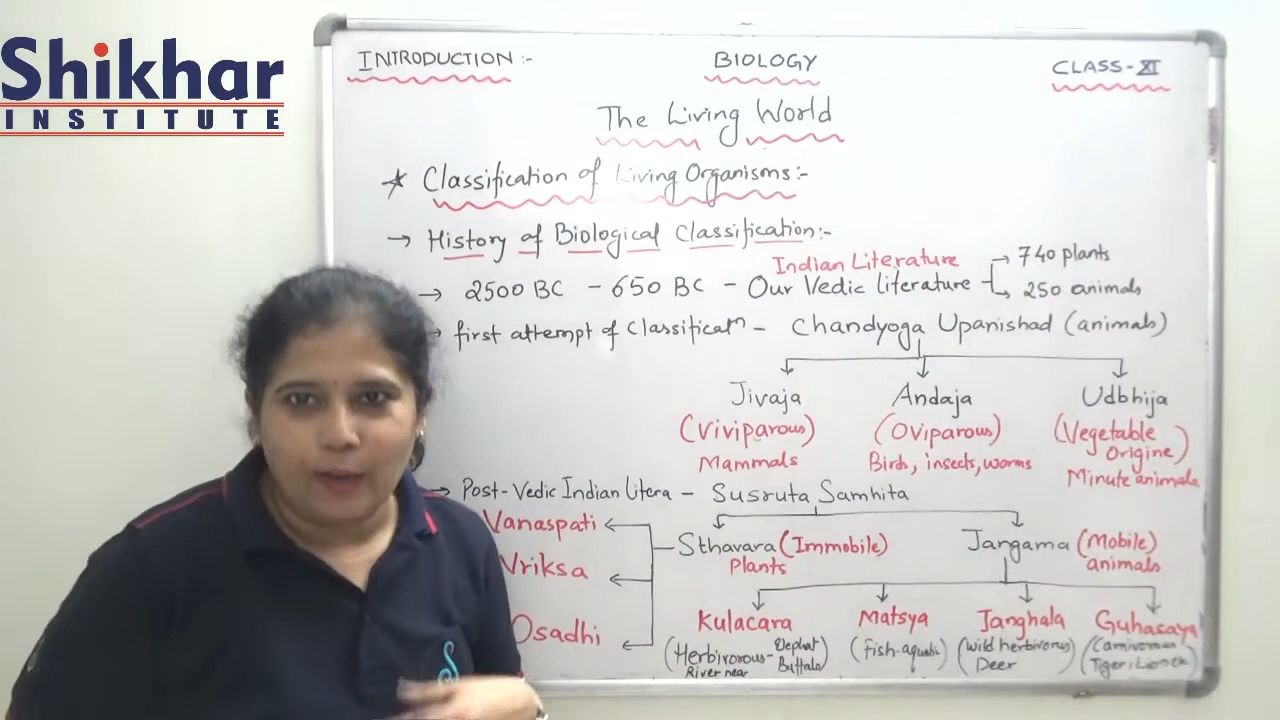 Shikhar
INSTITUTE
INTRODUCTION :-
BIOLOGY
CLASS-XI
The Living World
* Classification of Living Organisms:-
→ History of Biological Classification:-
Indian Literature
→ 2500 BC - 650 BC - Our Vedic literature
→ 740 plants
→ 250 animals
→ first attempt of Classificatn - Chandyoga Upanishad (animals)
Jivaja
(Viviparous)
Mammals
Andaja
(Oviparous)
Birds, insects, worms
Udbhija
(Vegetable
Origine)
Minute animals
→ Post-Vedic Indian Litera - Susruta Samhita
Vanaspati
Vriksa
Osadhi
Sthavara (Immobile)
Plants
Jangama (Mobile)
animals
Kulacara
(Herbivorous- Elephat
River near Buffalo)
Matsya
(fish-aquatic)
Janghala
(wild herbivorous)
Deer
Guhasaya
(Carnivorous
Tiger, Lion